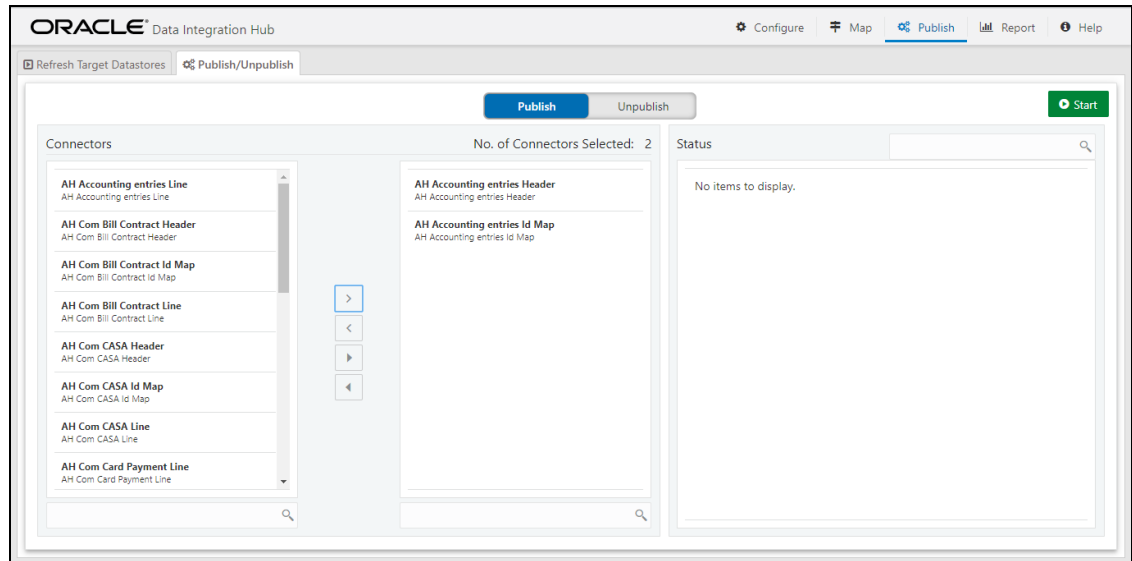 ORACLE® Data Integration Hub
Configure
Map
Publish
Report
Help
Refresh Target Datastores
Publish/Unpublish
Publish
Unpublish
Start
Connectors
No. of Connectors Selected: 2
AH Accounting entries Line
AH Accounting entries Line
AH Com Bill Contract Header
AH Com Bill Contract Header
AH Com Bill Contract Id Map
AH Com Bill Contract Id Map
AH Com Bill Contract Line
AH Com Bill Contract Line
AH Com CASA Header
AH Com CASA Header
AH Com CASA Id Map
AH Com CASA Id Map
AH Com CASA Line
AH Com CASA Line
AH Com Card Payment Line
AH Com Card Payment Line
AH Accounting entries Header
AH Accounting entries Header
AH Accounting entries Id Map
AH Accounting entries Id Map
Status
No items to display.